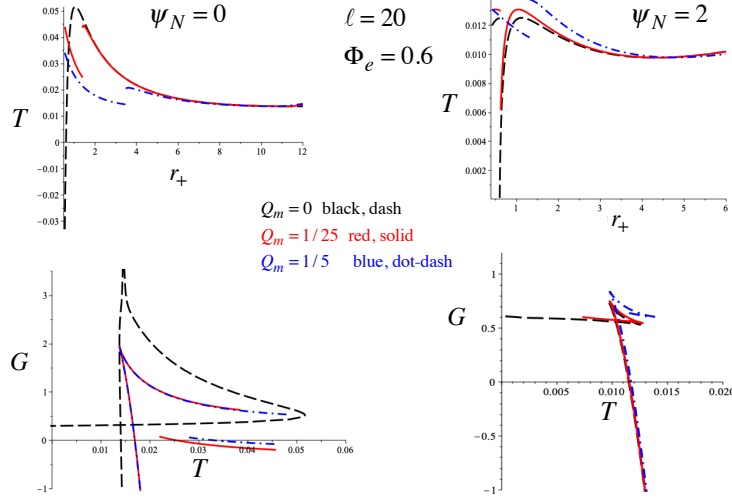 ψ_N = 0
ℓ = 20
Φ_e = 0.6
ψ_N = 2
T
0.05
0.04
0.03
0.02
0.01
0
−0.01
−0.02
−0.03
2 4 6 8 10 12
r_+
T
0.012
0.010
0.008
0.006
0.004
0.002
1 2 3 4 5 6
r_+
Q_m = 0 black, dash
Q_m = 1/25 red, solid
Q_m = 1/5 blue, dot-dash
G
3
2
1
0
−1
0.01 0.02 0.03 0.04 0.05 0.06
T
G
1
0.5
0
−0.5
−1
0.005 0.010 0.015 0.020
T